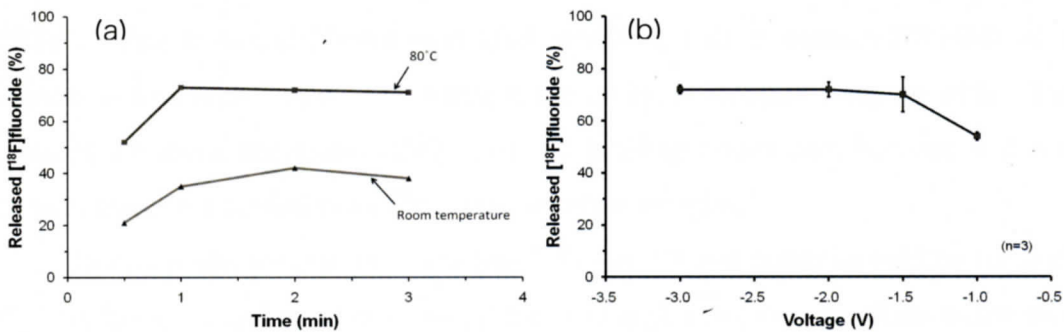 (a)
100
80
60
40
20
0
Released [¹⁸F]fluoride (%)
80°C
Room temperature
0 1 2 3 4
Time (min)
(b)
100
80
60
40
20
0
Released [¹⁸F]fluoride (%)
(n=3)
-3.5 -3.0 -2.5 -2.0 -1.5 -1.0 -0.5
Voltage (V)